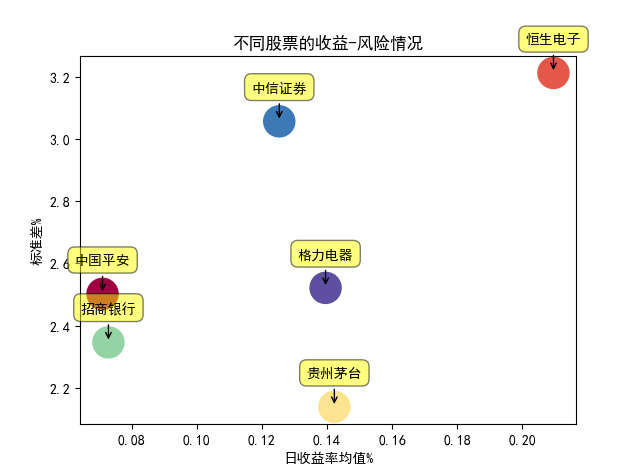 不同股票的收益-风险情况
恒生电子
中信证券
中国平安
格力电器
招商银行
贵州茅台
标准差%
3.2
3.0
2.8
2.6
2.4
2.2
0.08 0.10 0.12 0.14 0.16 0.18 0.20
日收益率均值%